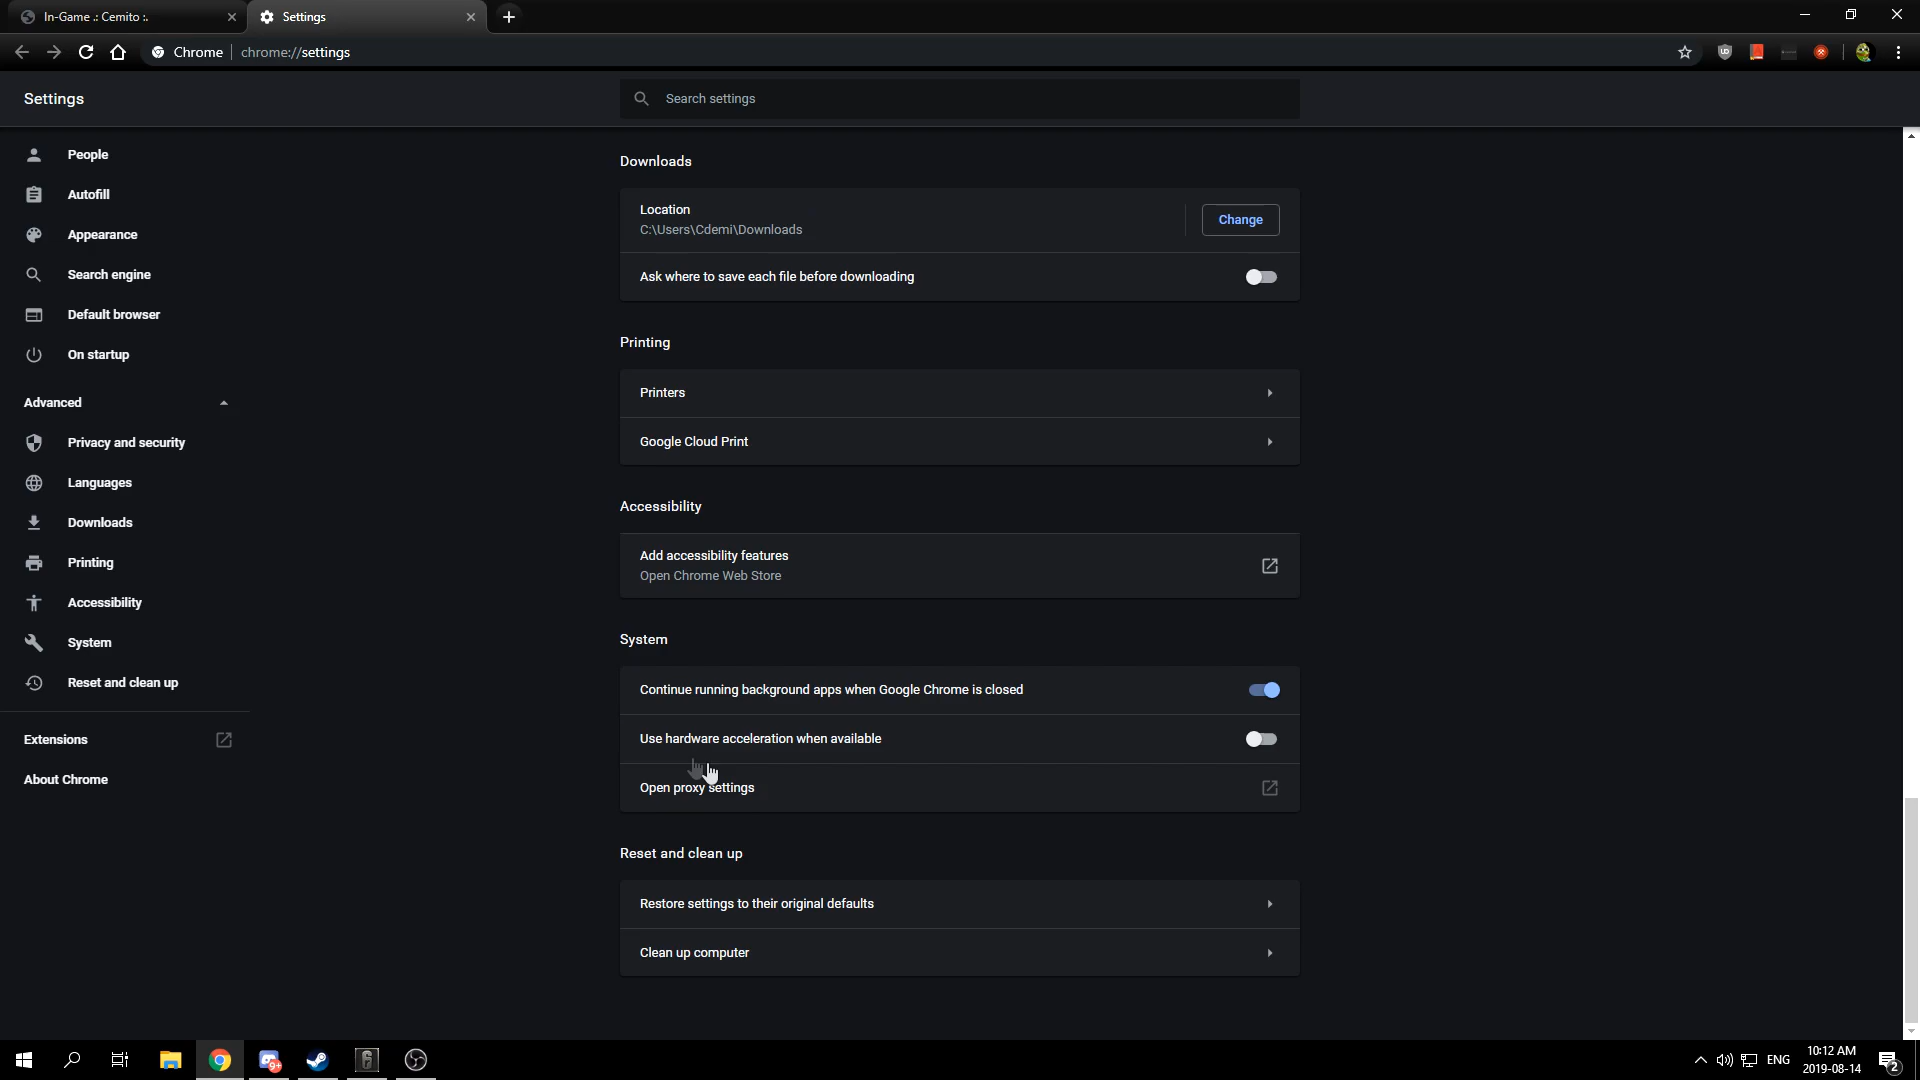 In-Game .: Cemito :.
Settings
Chrome
chrome://settings
Settings
Search settings
People
Autofill
Appearance
Search engine
Default browser
On startup
Advanced
Privacy and security
Languages
Downloads
Printing
Accessibility
System
Reset and clean up
Extensions
About Chrome
Downloads
Location
C:\Users\Cdemi\Downloads
Change
Ask where to save each file before downloading
Printing
Printers
Google Cloud Print
Accessibility
Add accessibility features
Open Chrome Web Store
System
Continue running background apps when Google Chrome is closed
Use hardware acceleration when available
Open proxy settings
Reset and clean up
Restore settings to their original defaults
Clean up computer
9+
ENG
10:12 AM
2019-08-14
2